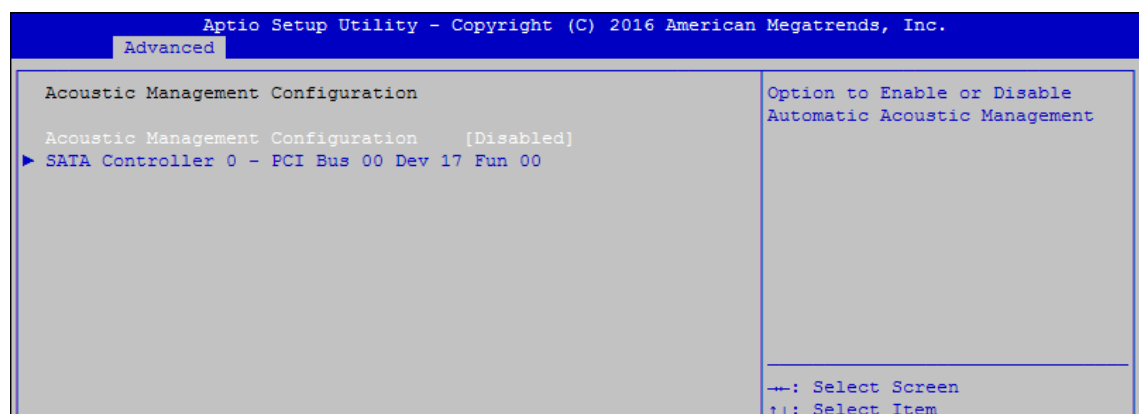 Aptio Setup Utility – Copyright (C) 2016 American Megatrends, Inc.
Advanced
Acoustic Management Configuration
Acoustic Management Configuration [Disabled]
► SATA Controller 0 – PCI Bus 00 Dev 17 Fun 00
Option to Enable or Disable
Automatic Acoustic Management
→←: Select Screen
↑↓: Select Item